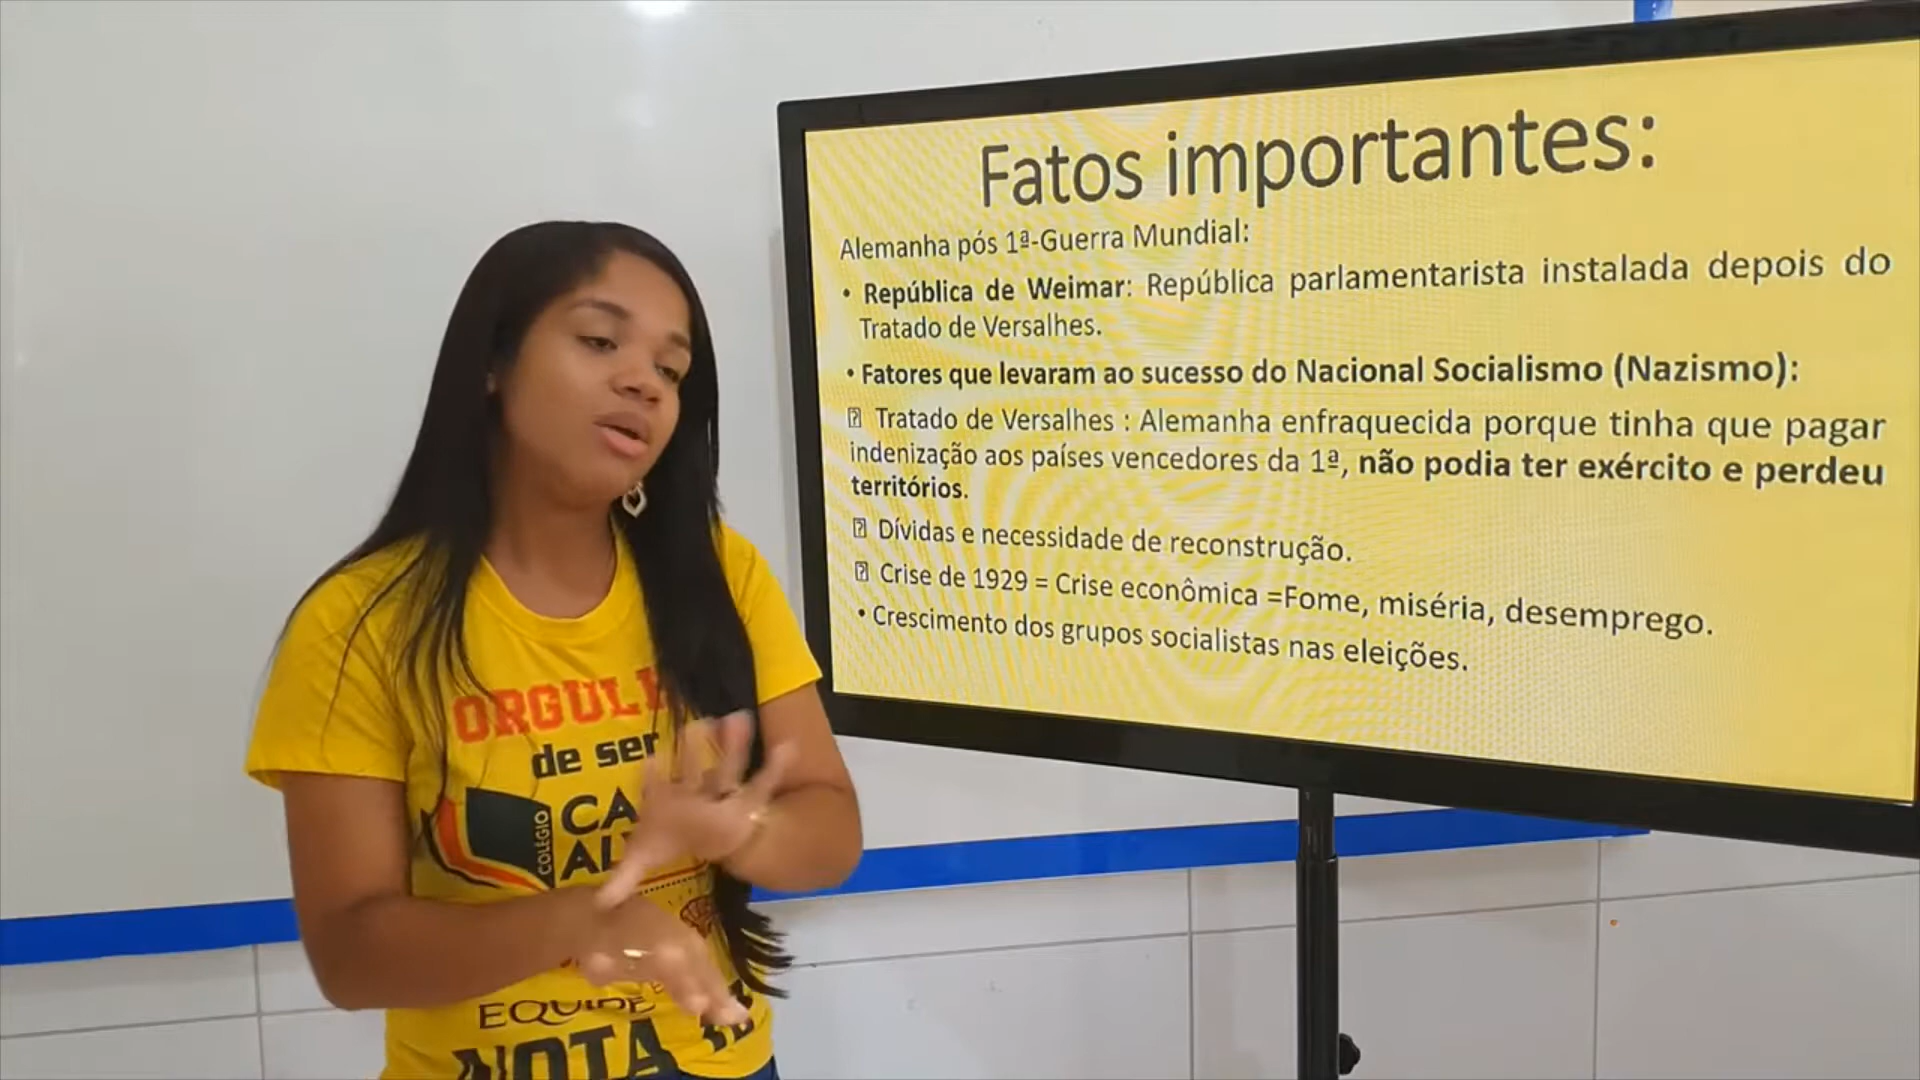 Fatos importantes:
Alemanha pós 1ª-Guerra Mundial:
• República de Weimar: República parlamentarista instalada depois do
Tratado de Versalhes.
• Fatores que levaram ao sucesso do Nacional Socialismo (Nazismo):
Tratado de Versalhes : Alemanha enfraquecida porque tinha que pagar
indenização aos países vencedores da 1ª, não podia ter exército e perdeu
territórios.
Dívidas e necessidade de reconstrução.
Crise de 1929 = Crise econômica =Fome, miséria, desemprego.
• Crescimento dos grupos socialistas nas eleições.
de ser
COLÉGIO
EQUIPE
NOTA